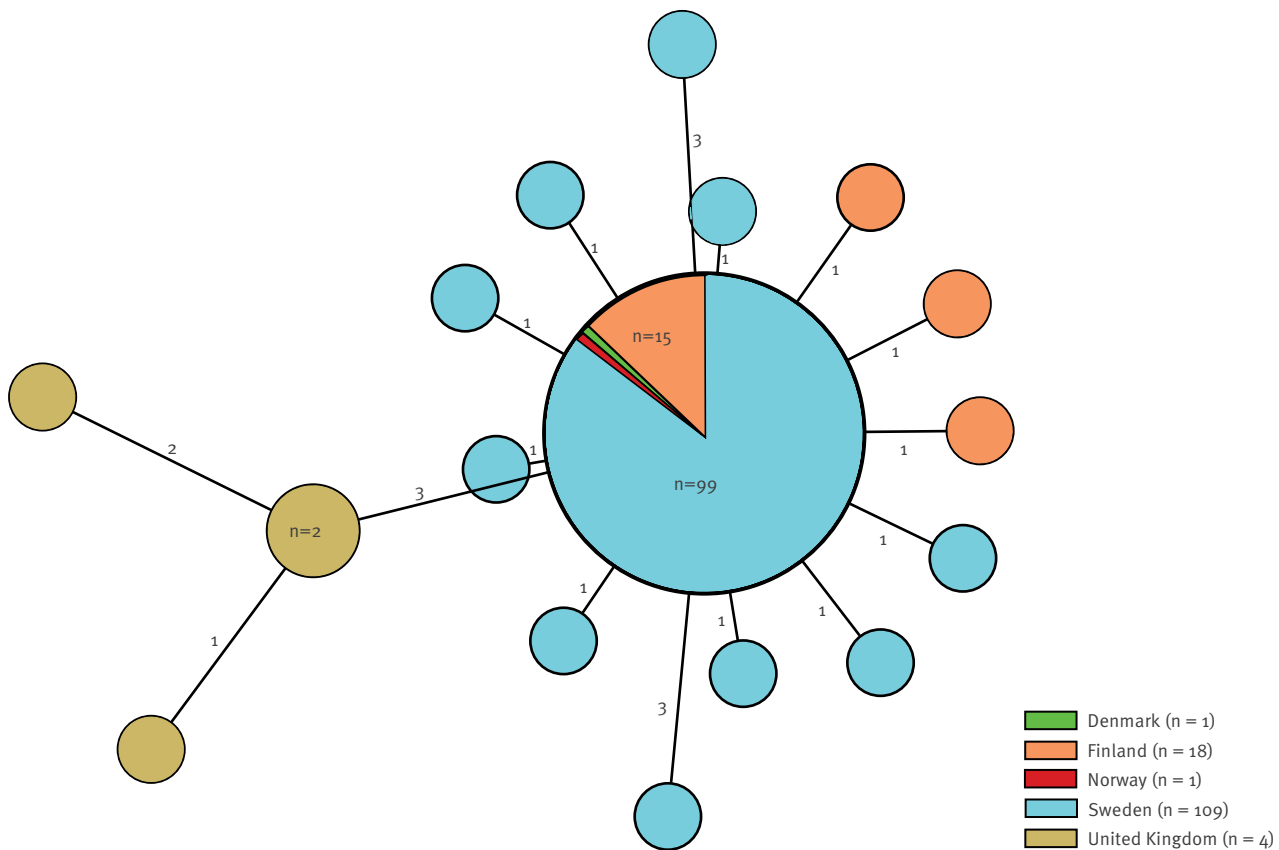 3
1
1
1
1
n=15
1
1
1
2
1
3
n=99
n=2
1
1
1
1
1
3
Denmark (n = 1)
Finland (n = 18)
Norway (n = 1)
Sweden (n = 109)
United Kingdom (n = 4)